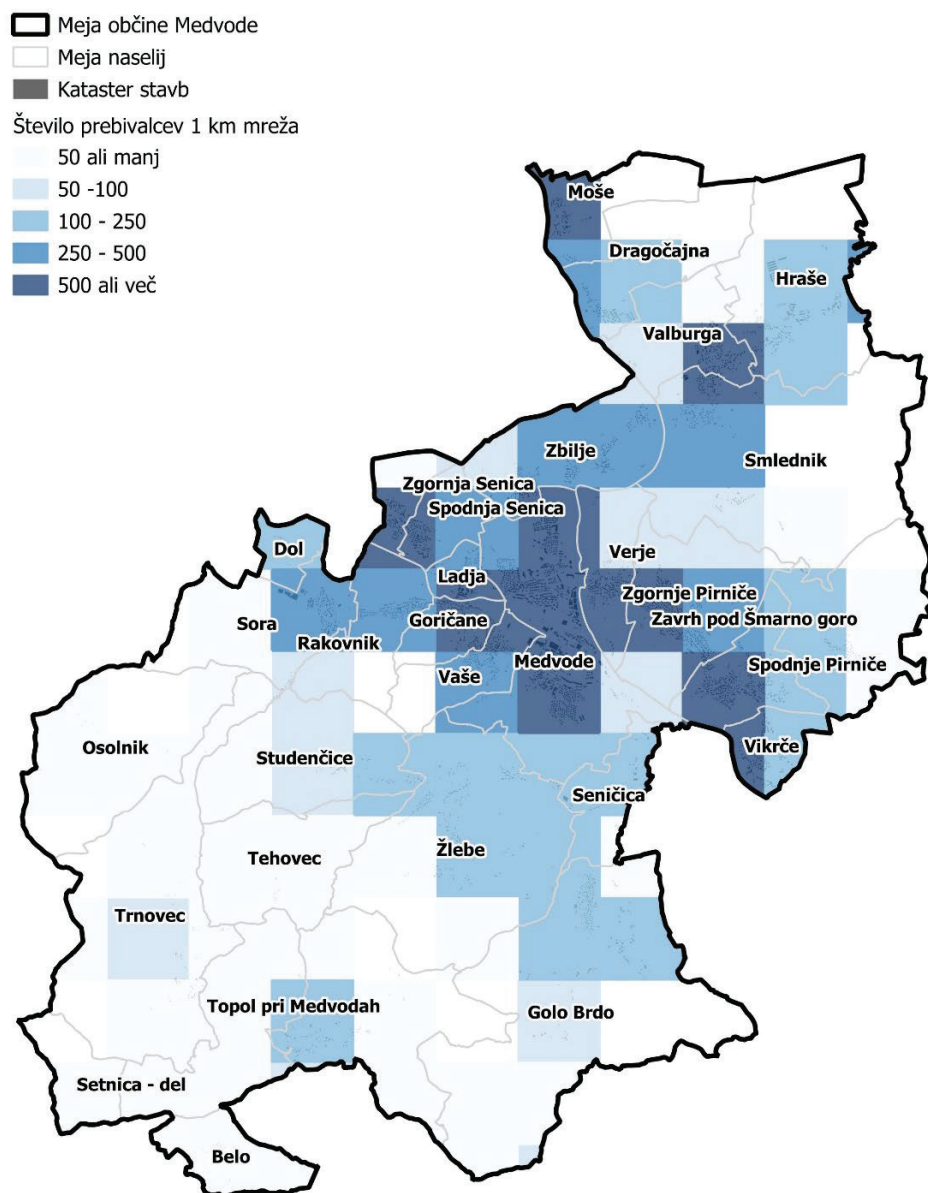 Meja občine Medvode
Meja naselij
Kataster stavb
Število prebivalcev 1 km mreža
50 ali manj
50 -100
100 - 250
250 - 500
500 ali več
Moše
Dragočajna
Hraše
Valburga
Zbilje
Smlednik
Zgornja Senica
Spodnja Senica
Dol
Verje
Ladja
Zgornje Pirniče
Sora
Goričane
Zavrh pod Šmarno goro
Rakovnik
Medvode
Spodnje Pirniče
Vaše
Osolnik
Studenčice
Vikrče
Seničica
Žlebe
Tehovec
Trnovec
Topol pri Medvodah
Golo Brdo
Setnica - del
Belo